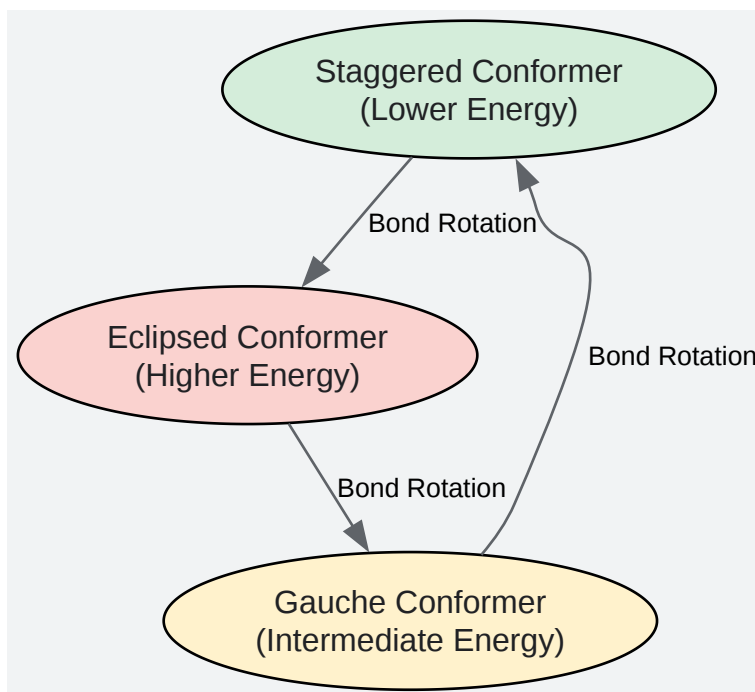 Staggered Conformer
(Lower Energy)
Bond Rotation
Eclipsed Conformer
(Higher Energy)
Bond Rotation
Bond Rotation
Gauche Conformer
(Intermediate Energy)